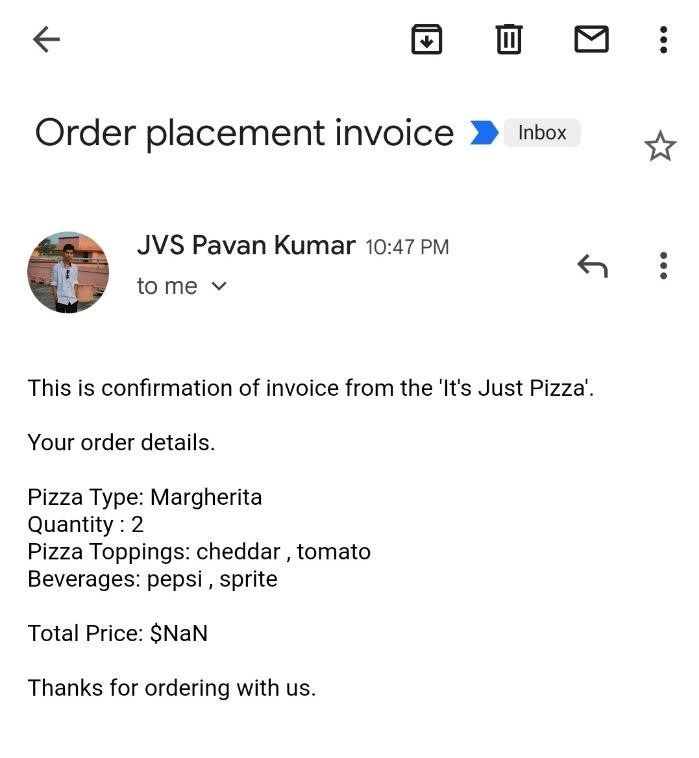 Order placement invoice Inbox
JVS Pavan Kumar 10:47 PM
to me
This is confirmation of invoice from the 'It's Just Pizza'.
Your order details.
Pizza Type: Margherita
Quantity : 2
Pizza Toppings: cheddar , tomato
Beverages: pepsi , sprite
Total Price: $NaN
Thanks for ordering with us.